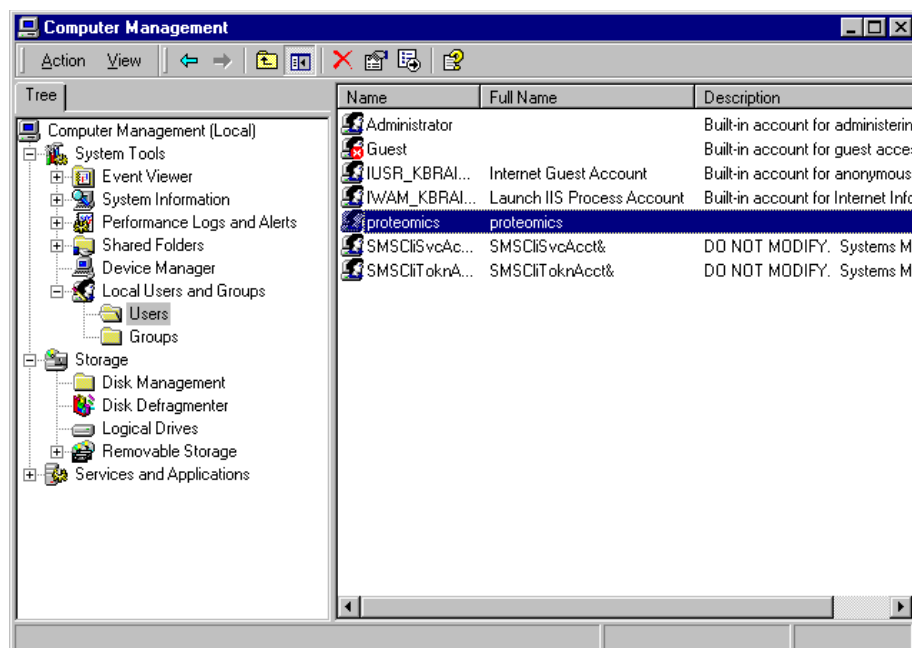 Computer Management
Action View
Tree
Name Full Name Description
Computer Management (Local)
System Tools
Event Viewer
System Information
Performance Logs and Alerts
Shared Folders
Device Manager
Local Users and Groups
Users
Groups
Storage
Disk Management
Disk Defragmenter
Logical Drives
Removable Storage
Services and Applications
Administrator Built-in account for administerin
Guest Built-in account for guest acce
IUSR_KBRAI... Internet Guest Account Built-in account for anonymous
IWAM_KBRAI... Launch IIS Process Account Built-in account for Internet Info
proteomics proteomics
SMSCliSvcAc... SMSCliSvcAcct& DO NOT MODIFY. Systems M
SMSCliToknA... SMSCliToknAcct& DO NOT MODIFY. Systems M